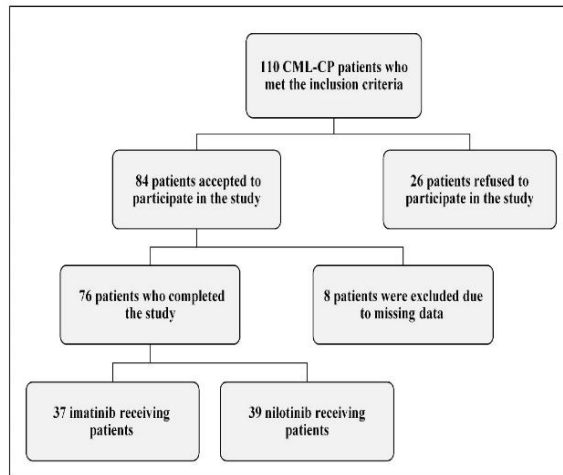 110 CML-CP patients who
met the inclusion criteria
84 patients accepted to
participate in the study
26 patients refused to
participate in the study
76 patients who completed
the study
8 patients were excluded due
to missing data
37 imatinib receiving
patients
39 nilotinib receiving
patients